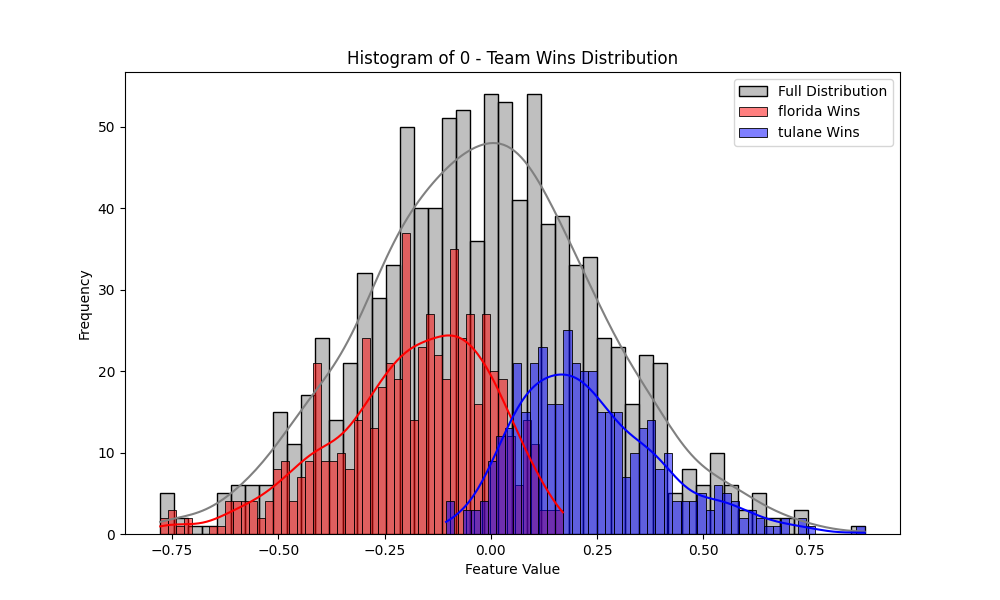 Histogram of 0 - Team Wins Distribution
Full Distribution
florida Wins
tulane Wins
Frequency
50
40
30
20
10
0
−0.75 −0.50 −0.25 0.00 0.25 0.50 0.75
Feature Value